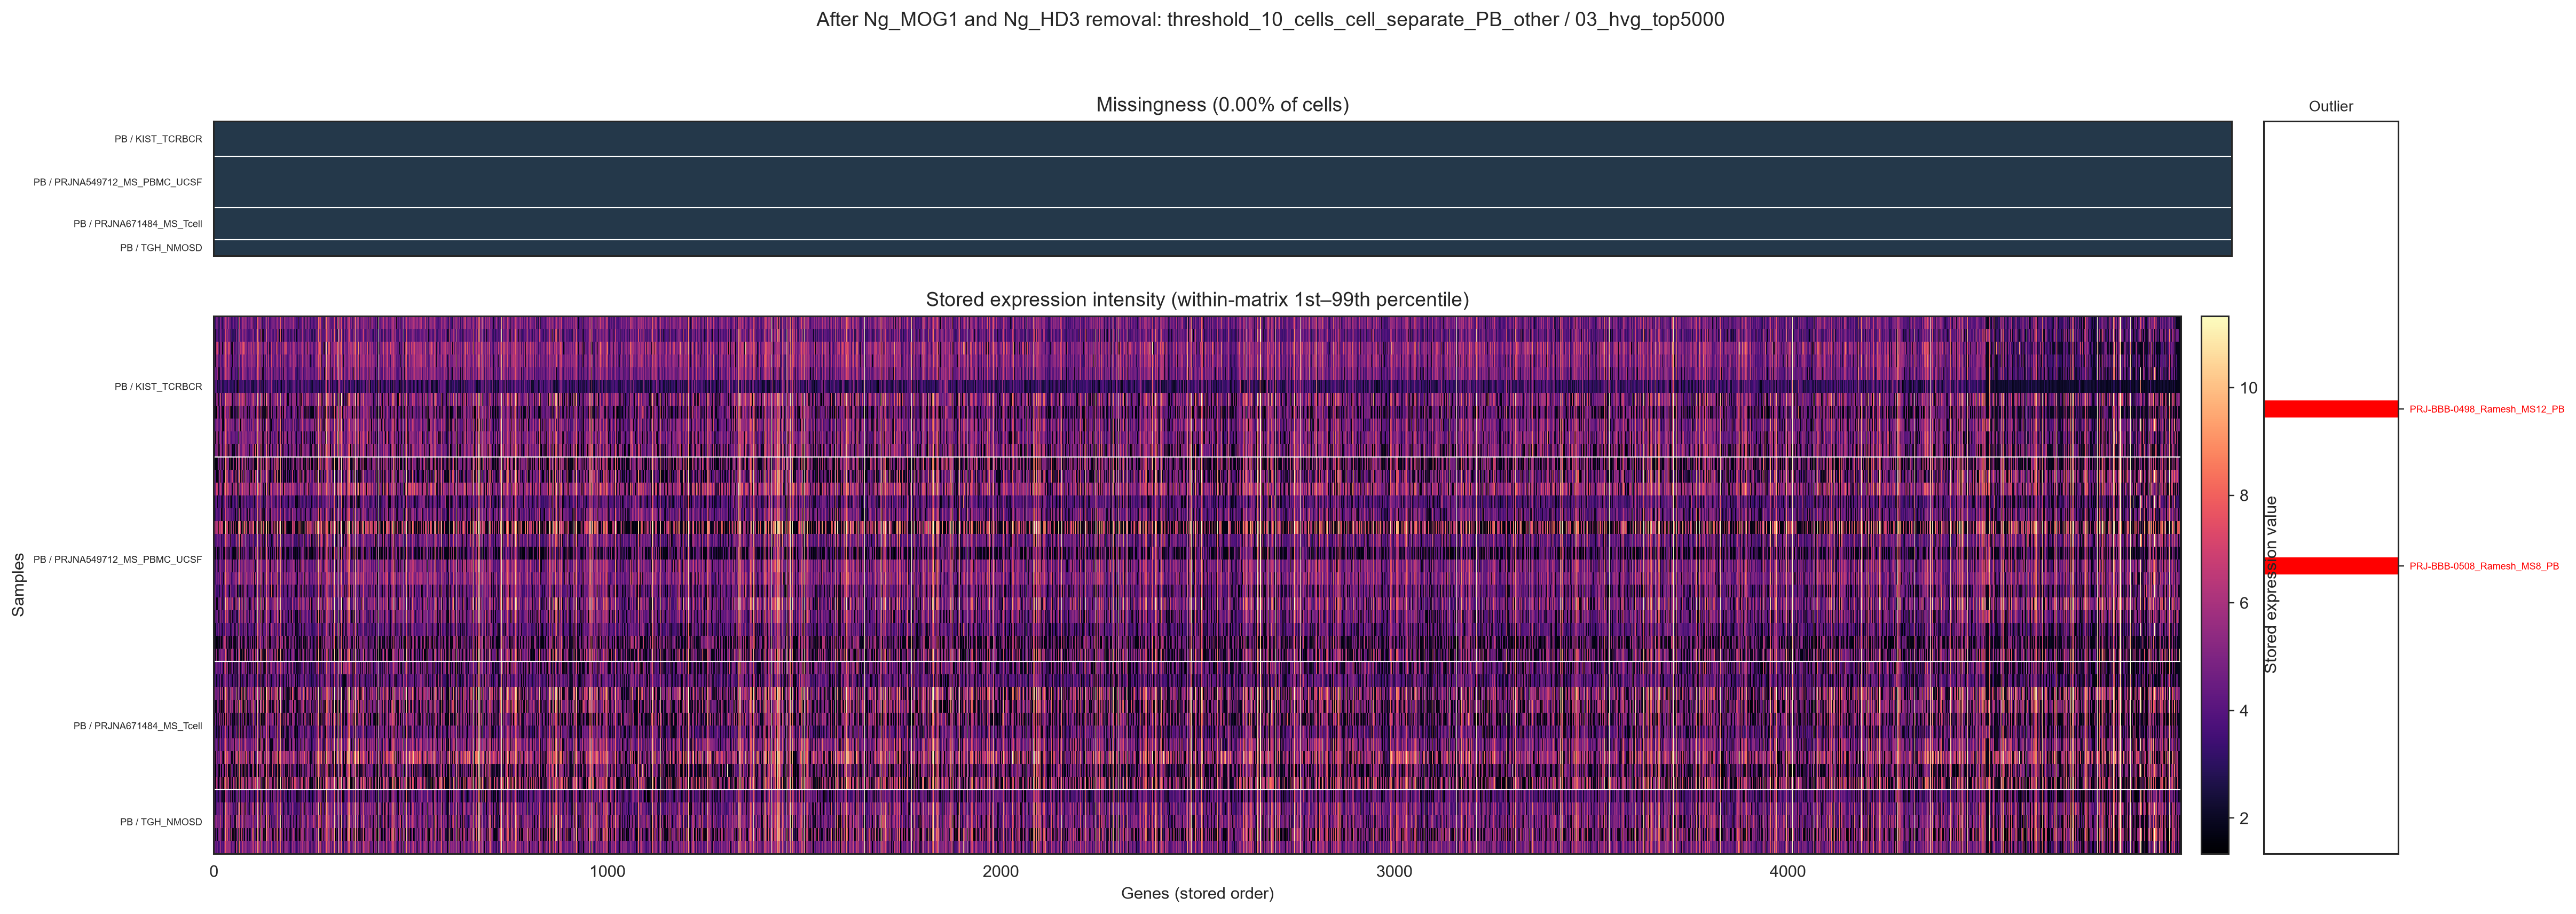 After Ng_MOG1 and Ng_HD3 removal: threshold_10_cells_cell_separate_PB_other / 03_hvg_top5000
Missingness (0.00% of cells)
Outlier
PB / KIST_TCRBCR
PB / PRJNA549712_MS_PBMC_UCSF
PB / PRJNA671484_MS_Tcell
PB / TGH_NMOSD
Stored expression intensity (within-matrix 1st–99th percentile)
PB / KIST_TCRBCR
PB / PRJNA549712_MS_PBMC_UCSF
PB / PRJNA671484_MS_Tcell
PB / TGH_NMOSD
Samples
0 1000 2000 3000 4000
Genes (stored order)
10
8
6
4
2
Stored expression value
PRJ-BBB-0498_Ramesh_MS12_PB
PRJ-BBB-0508_Ramesh_MS8_PB